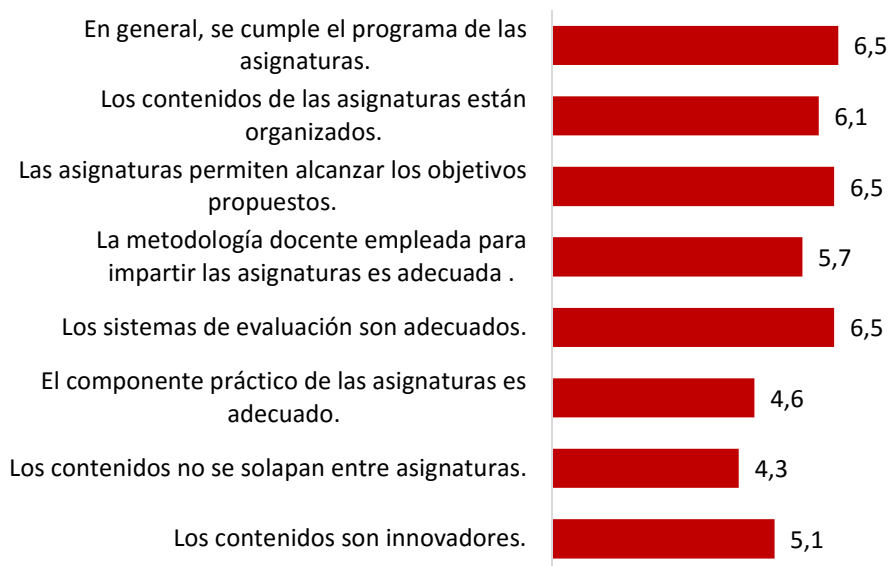 En general, se cumple el programa de las
asignaturas.
6,5
Los contenidos de las asignaturas están
organizados.
6,1
Las asignaturas permiten alcanzar los objetivos
propuestos.
6,5
La metodología docente empleada para
impartir las asignaturas es adecuada .
5,7
Los sistemas de evaluación son adecuados.
6,5
El componente práctico de las asignaturas es
adecuado.
4,6
Los contenidos no se solapan entre asignaturas.
4,3
Los contenidos son innovadores.
5,1